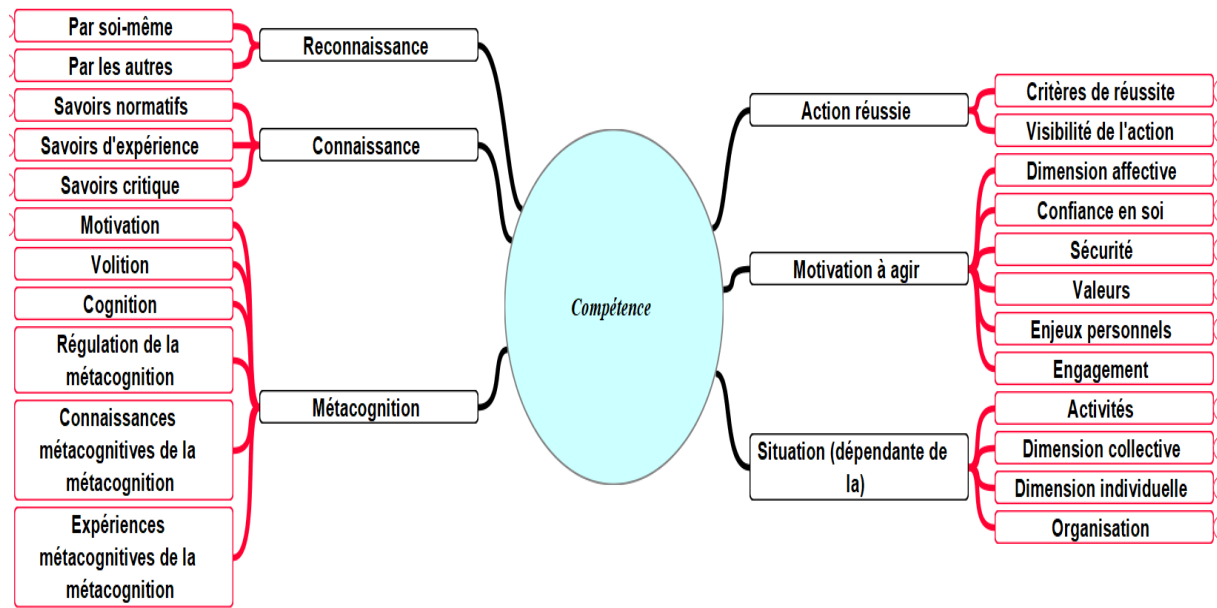 Par soi-même
Par les autres
Reconnaissance
Savoirs normatifs
Savoirs d'expérience
Savoirs critique
Connaissance
Motivation
Volition
Cognition
Régulation de la
métacognition
Connaissances
métacognitives de la
métacognition
Expériences
métacognitives de la
métacognition
Métacognition
Compétence
Action réussie
Critères de réussite
Visibilité de l'action
Motivation à agir
Dimension affective
Confiance en soi
Sécurité
Valeurs
Enjeux personnels
Engagement
Situation (dépendante de
la)
Activités
Dimension collective
Dimension individuelle
Organisation